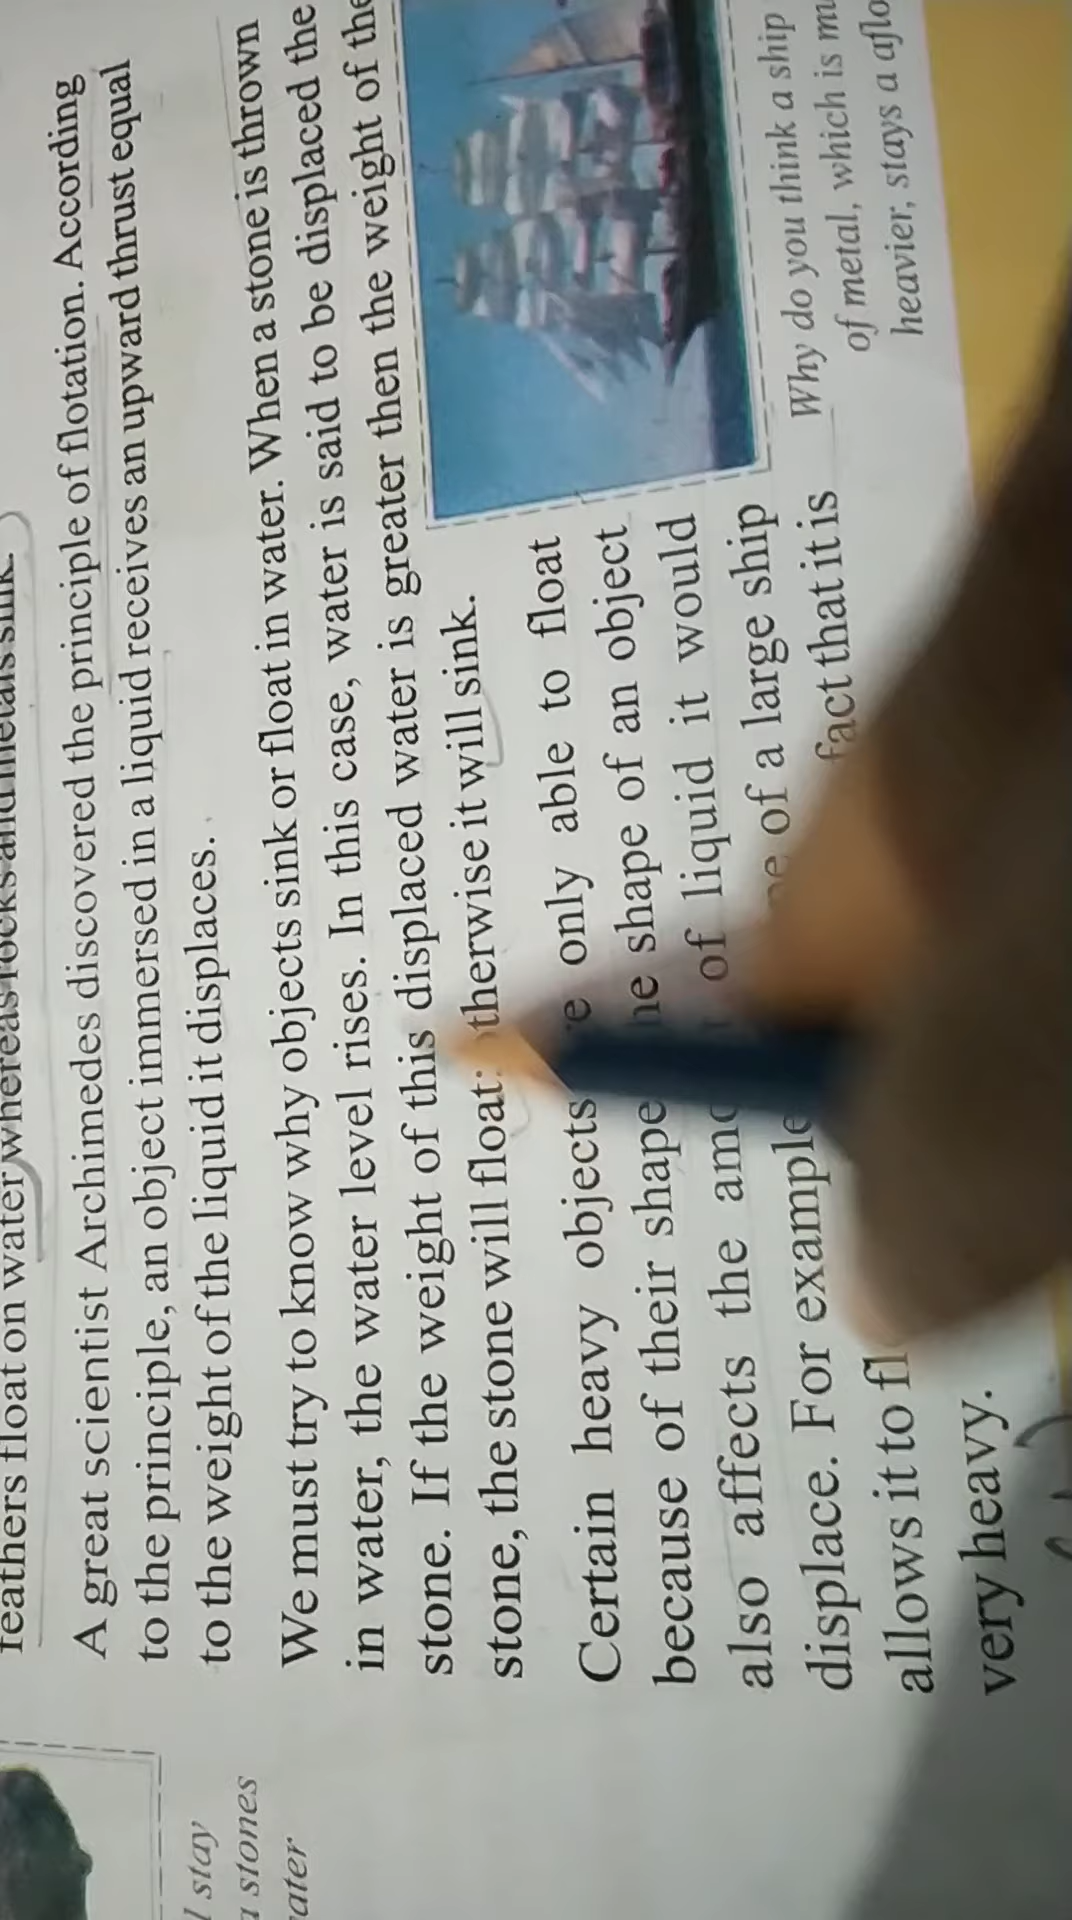 feathers float on water whereas rocks and metals sink.
A great scientist Archimedes discovered the principle of flotation. According
to the principle, an object immersed in a liquid receives an upward thrust equal
to the weight of the liquid it displaces.
We must try to know why objects sink or float in water. When a stone is thrown
in water, the water level rises. In this case, water is said to be displaced the
stone. If the weight of this displaced water is greater then the weight of the
stone, the stone will float: otherwise it will sink.
Certain heavy objects only able to float
because of their shape shape of an object
also affects the of liquid it would
displace. For example of a large ship
allows it to fact that it is
very heavy.
Why do you think a ship
of metal, which is
heavier, stays a
stay
stones